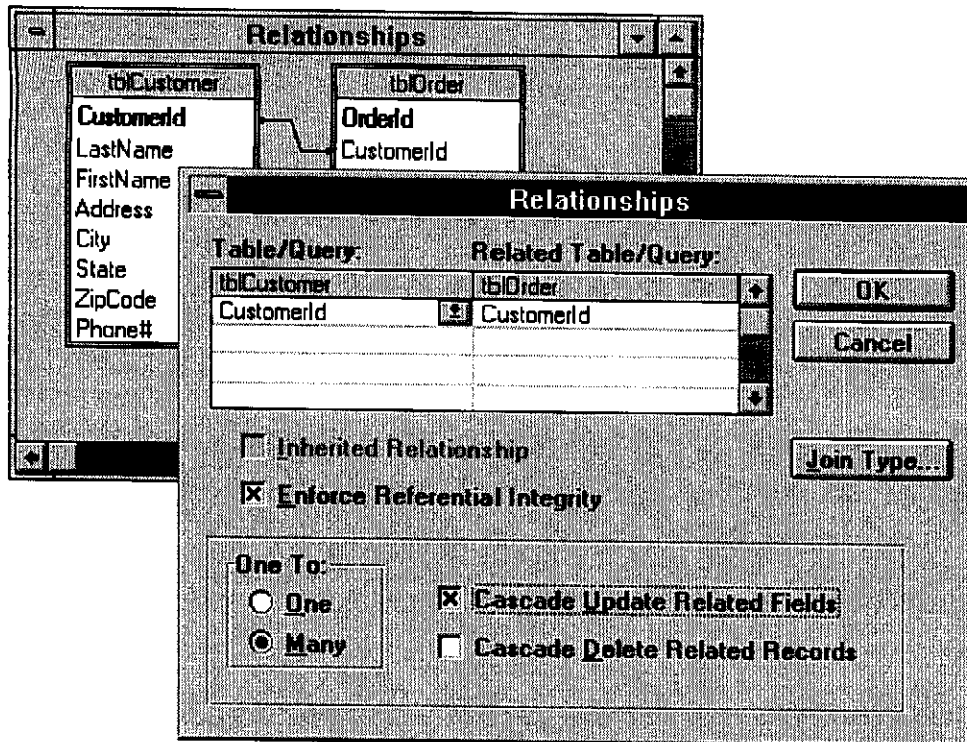 Relationships
tblCustomer
CustomerId
LastName
FirstName
Address
City
State
ZipCode
Phone#
tblOrder
OrderId
CustomerId
Relationships
Table/Query:
Related Table/Query:
tblCustomer
tblOrder
CustomerId
CustomerId
OK
Cancel
Inherited Relationship
Join Type...
Enforce Referential Integrity
One To:
One
Many
Cascade Update Related Fields
Cascade Delete Related Records